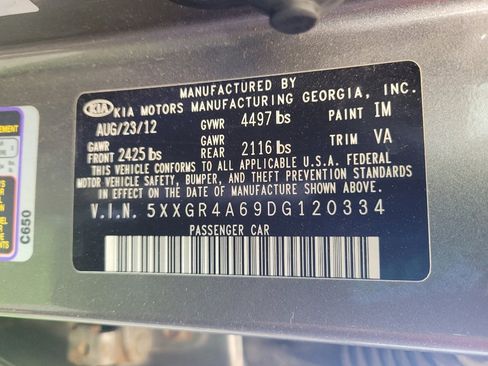 MANUFACTURED BY
KIA KIA MOTORS MANUFACTURING GEORGIA, INC.
AUG/23/12 GVWR 4497 lbs PAINT IM
GAWR FRONT 2425 lbs GAWR REAR 2116 lbs TRIM VA
THIS VEHICLE CONFORMS TO ALL APPLICABLE U.S.A. FEDERAL
MOTOR VEHICLE SAFETY, BUMPER, AND THEFT PREVENTION STANDARDS
IN EFFECT ON THE DATE OF MANUFACTURE SHOWN ABOVE.
V.I.N. 5XXGR4A69DG120334
PASSENGER CAR
C650